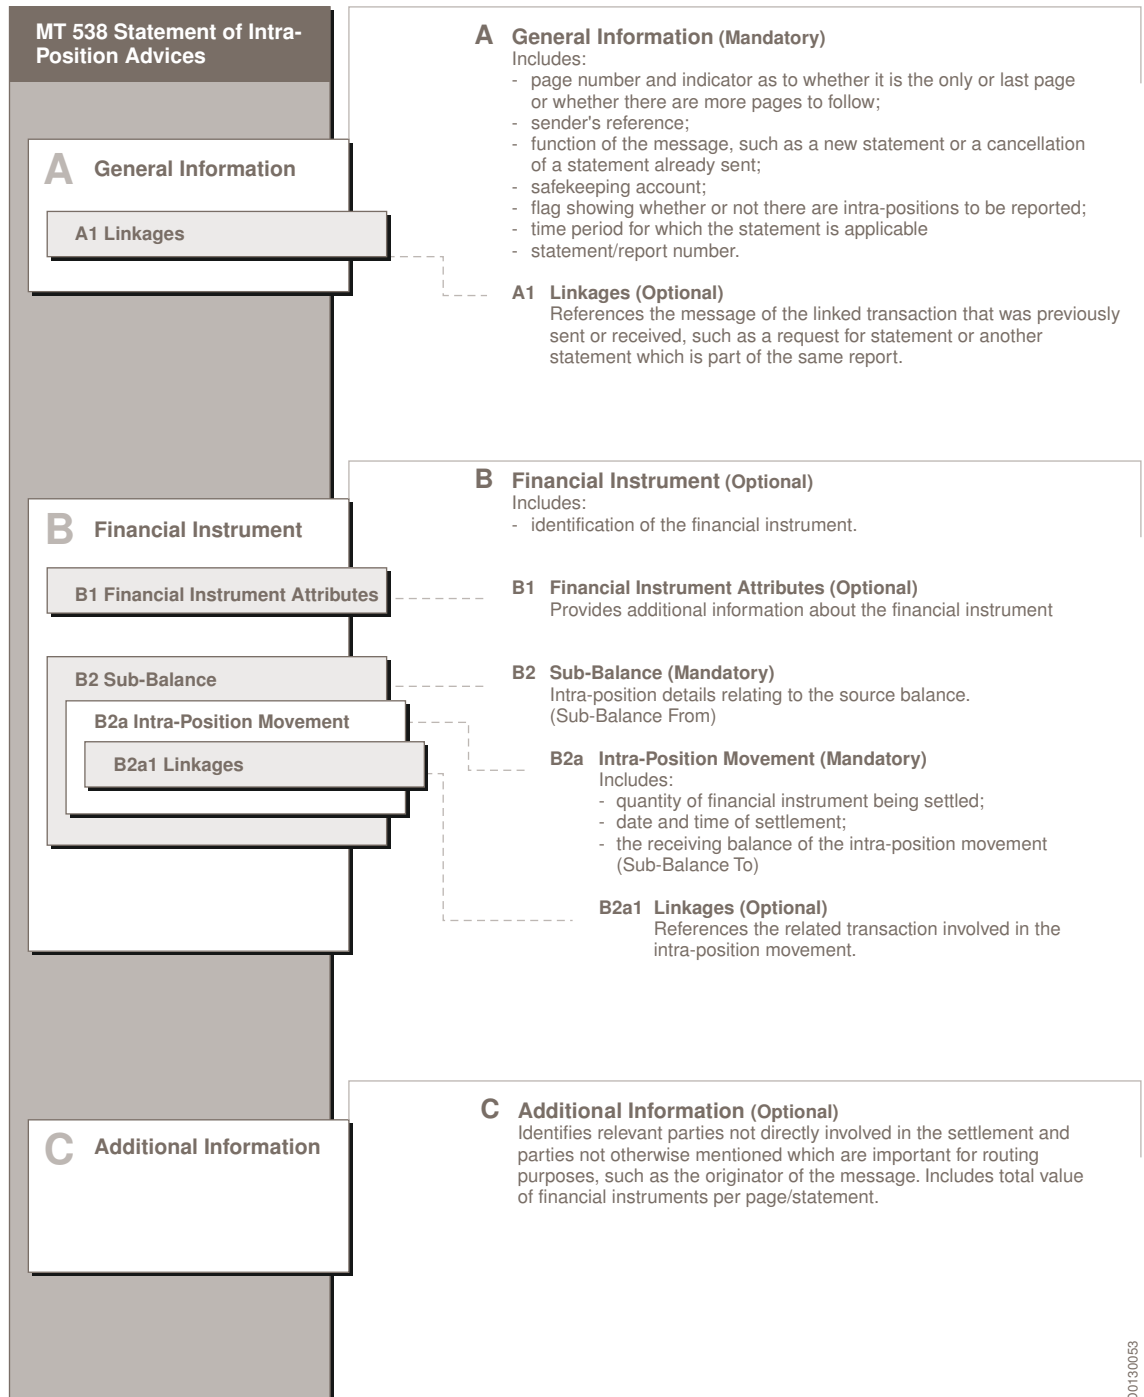 MT 538 Statement of Intra-
Position Advices
A General Information
A1 Linkages
A General Information (Mandatory)
Includes:
- page number and indicator as to whether it is the only or last page
or whether there are more pages to follow;
- sender's reference;
- function of the message, such as a new statement or a cancellation
of a statement already sent;
- safekeeping account;
- flag showing whether or not there are intra-positions to be reported;
- time period for which the statement is applicable
- statement/report number.
A1 Linkages (Optional)
References the message of the linked transaction that was previously
sent or received, such as a request for statement or another
statement which is part of the same report.
B Financial Instrument
B1 Financial Instrument Attributes
B2 Sub-Balance
B2a Intra-Position Movement
B2a1 Linkages
B Financial Instrument (Optional)
Includes:
- identification of the financial instrument.
B1 Financial Instrument Attributes (Optional)
Provides additional information about the financial instrument
B2 Sub-Balance (Mandatory)
Intra-position details relating to the source balance.
(Sub-Balance From)
B2a Intra-Position Movement (Mandatory)
Includes:
- quantity of financial instrument being settled;
- date and time of settlement;
- the receiving balance of the intra-position movement
(Sub-Balance To)
B2a1 Linkages (Optional)
References the related transaction involved in the
intra-position movement.
C Additional Information
C Additional Information (Optional)
Identifies relevant parties not directly involved in the settlement and
parties not otherwise mentioned which are important for routing
purposes, such as the originator of the message. Includes total value
of financial instruments per page/statement.